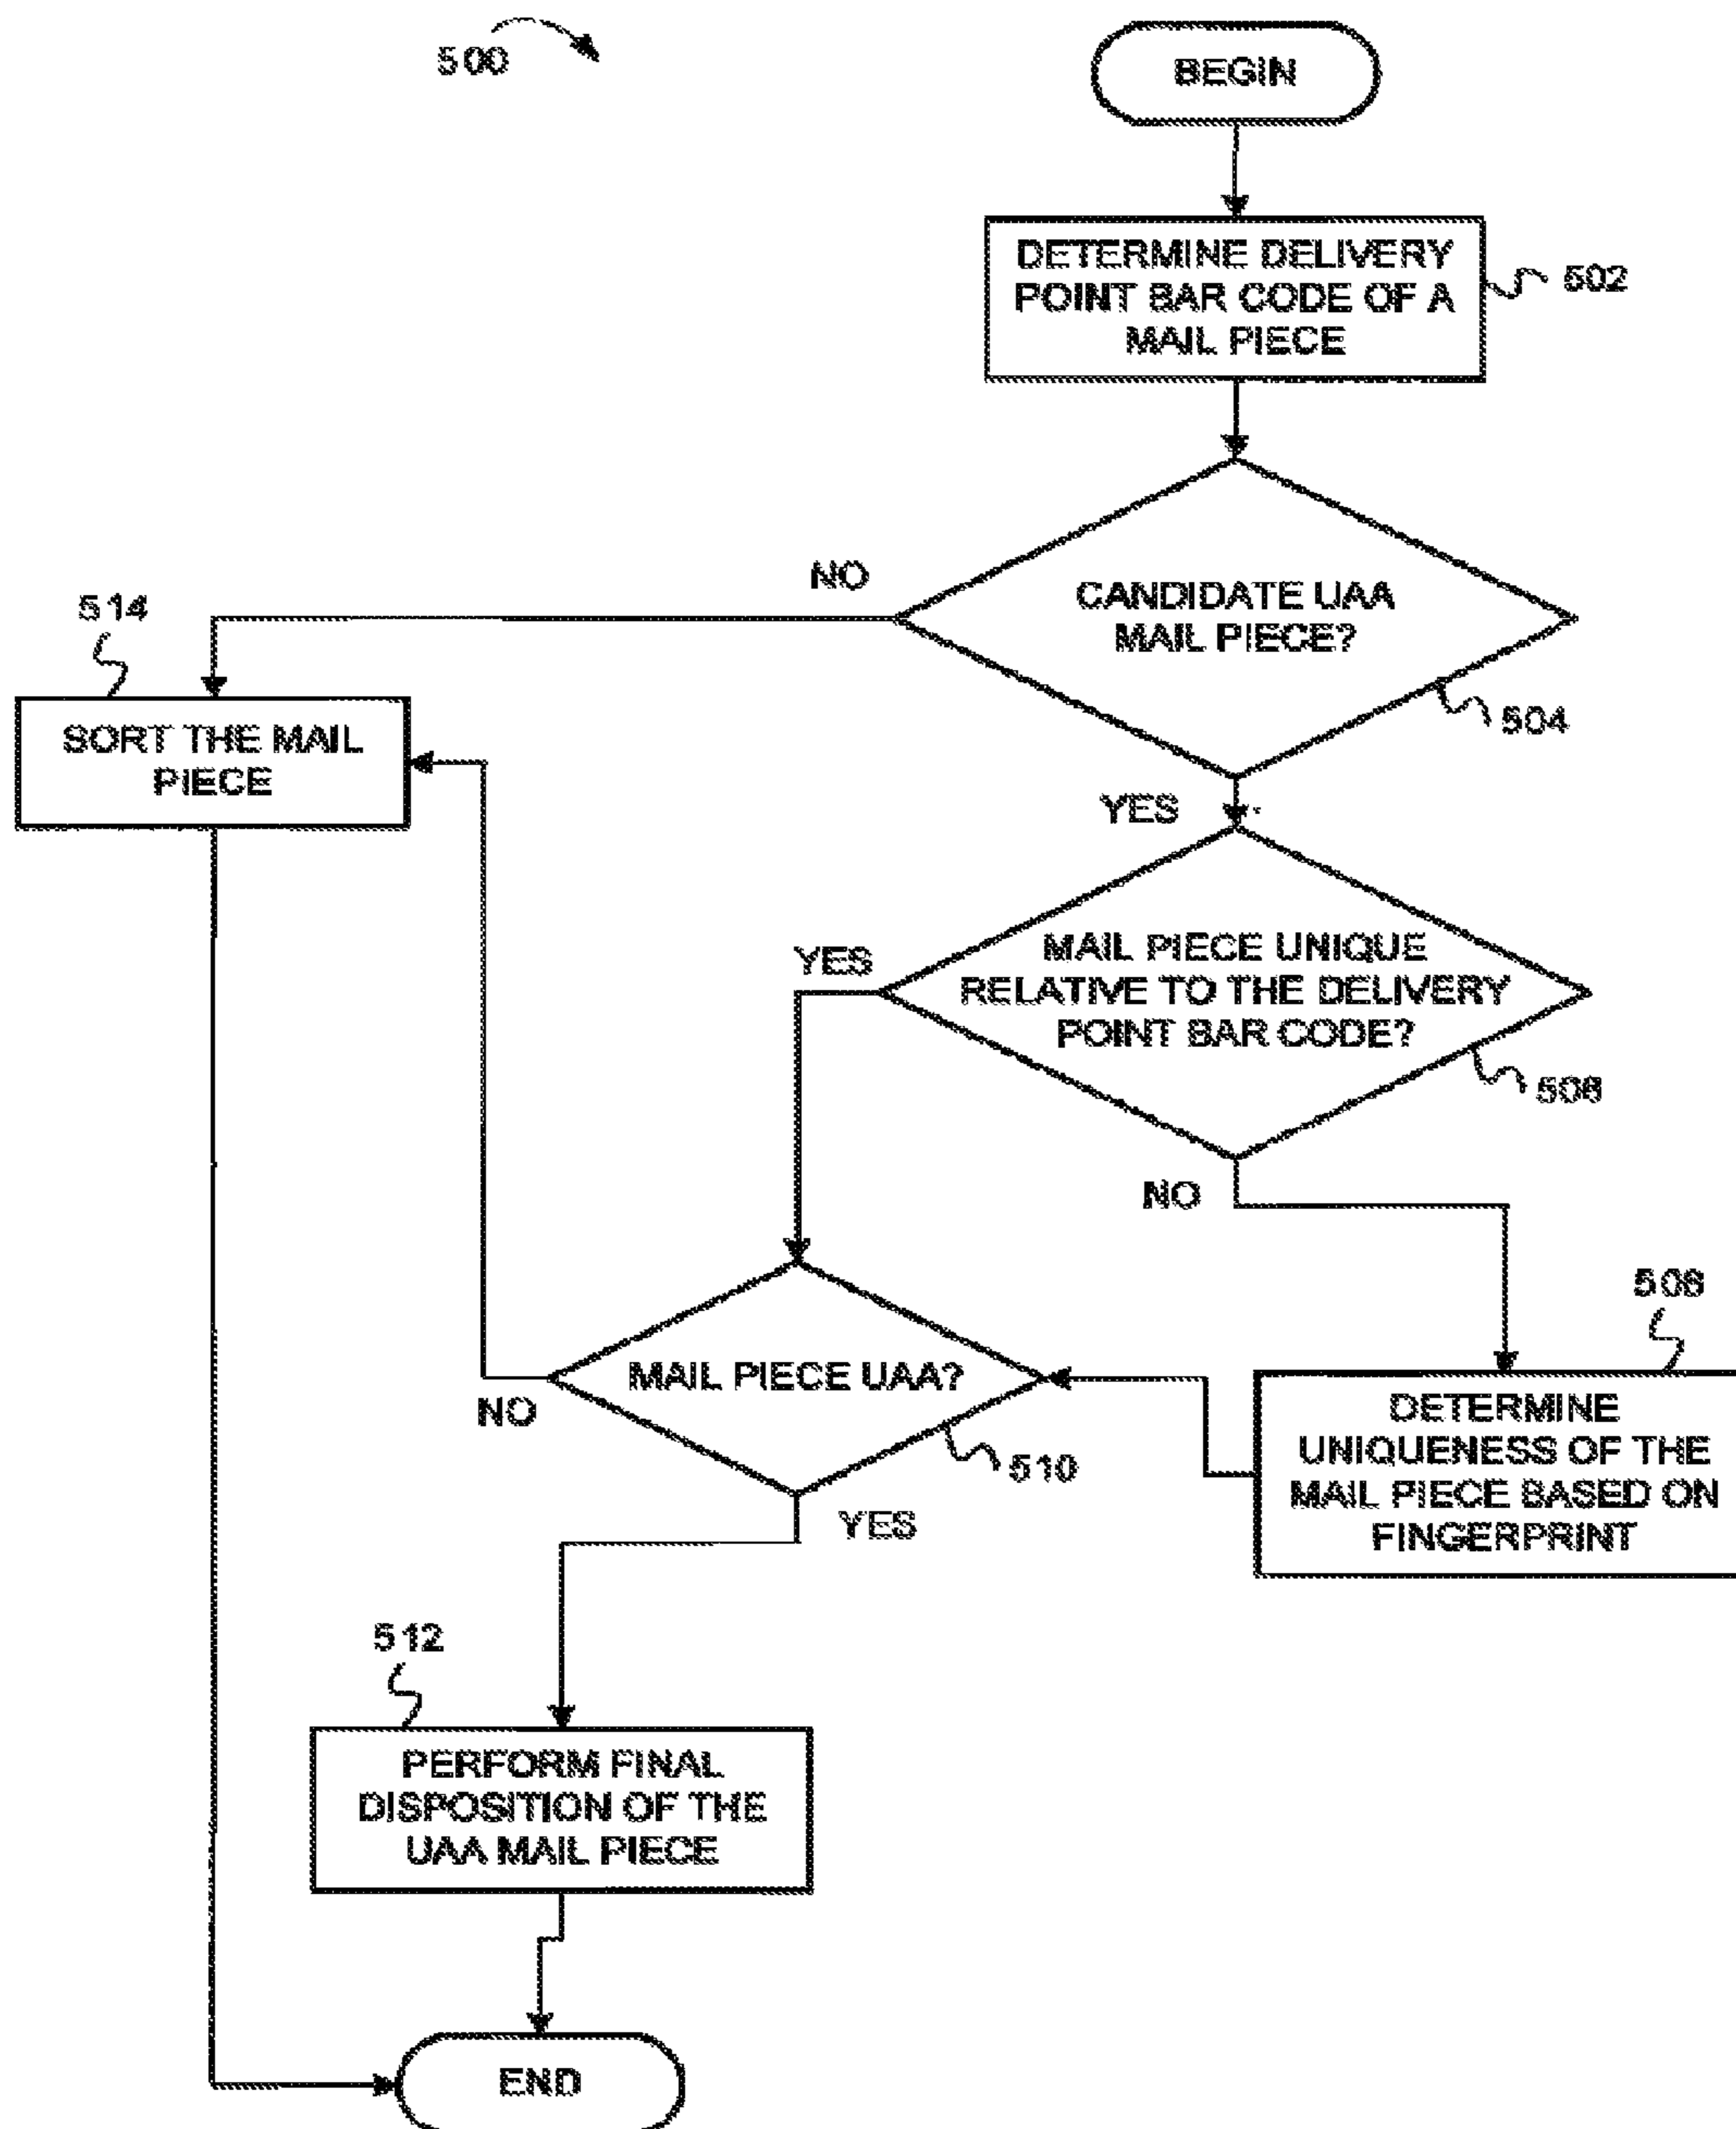 500
BEGIN
DETERMINE DELIVERY
POINT BAR CODE OF A
MAIL PIECE
502
CANDIDATE UAA
MAIL PIECE?
NO
504
514
SORT THE MAIL
PIECE
YES
MAIL PIECE UNIQUE
RELATIVE TO THE DELIVERY
POINT BAR CODE?
YES
506
NO
508
MAIL PIECE UAA?
NO
510
YES
DETERMINE
UNIQUENESS OF THE
MAIL PIECE BASED ON
FINGERPRINT
512
PERFORM FINAL
DISPOSITION OF THE
UAA MAIL PIECE
END